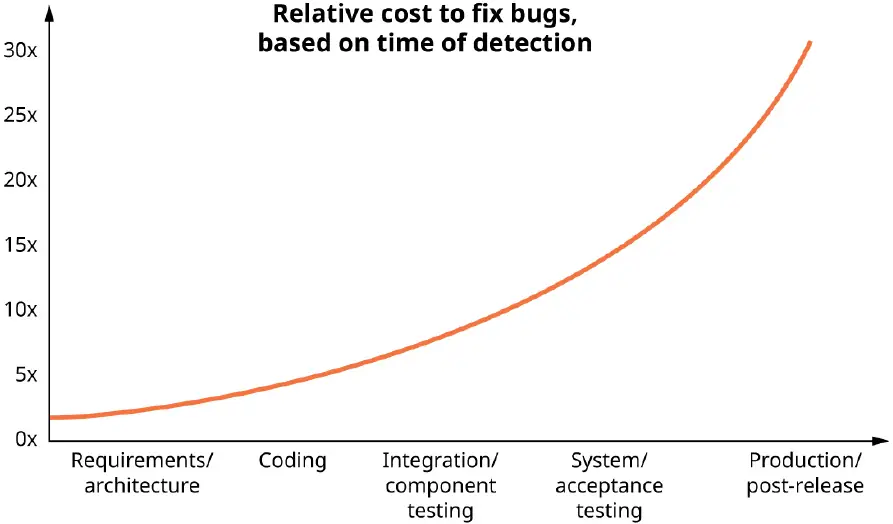 Relative cost to fix bugs,
based on time of detection
30x
25x
20x
15x
10x
5x
0x
Requirements/
architecture
Coding
Integration/
component
testing
System/
acceptance
testing
Production/
post-release